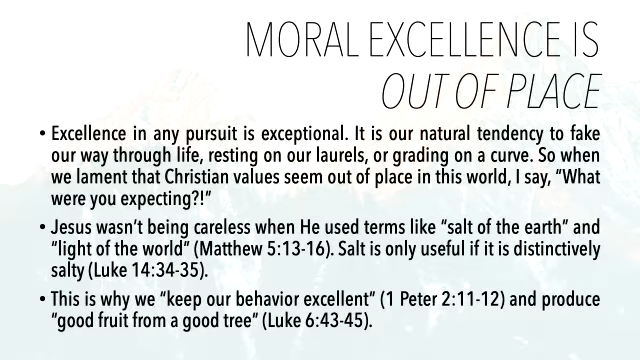 MORAL EXCELLENCE IS
OUT OF PLACE
• Excellence in any pursuit is exceptional. It is our natural tendency to fake
our way through life, resting on our laurels, or grading on a curve. So when
we lament that Christian values seem out of place in this world, I say, “What
were you expecting?!”
• Jesus wasn’t being careless when He used terms like “salt of the earth” and
“light of the world” (Matthew 5:13-16). Salt is only useful if it is distinctively
salty (Luke 14:34-35).
• This is why we “keep our behavior excellent” (1 Peter 2:11-12) and produce
“good fruit from a good tree” (Luke 6:43-45).